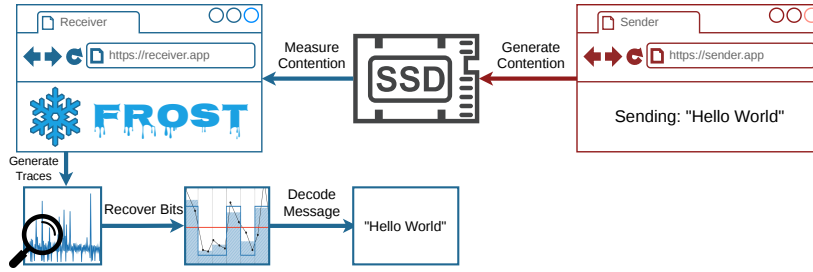 Receiver
https://receiver.app
FROST
Measure
Contention
SSD
Generate
Contention
Sender
https://sender.app
Sending: "Hello World"
Generate
Traces
Recover Bits
Decode
Message
"Hello World"